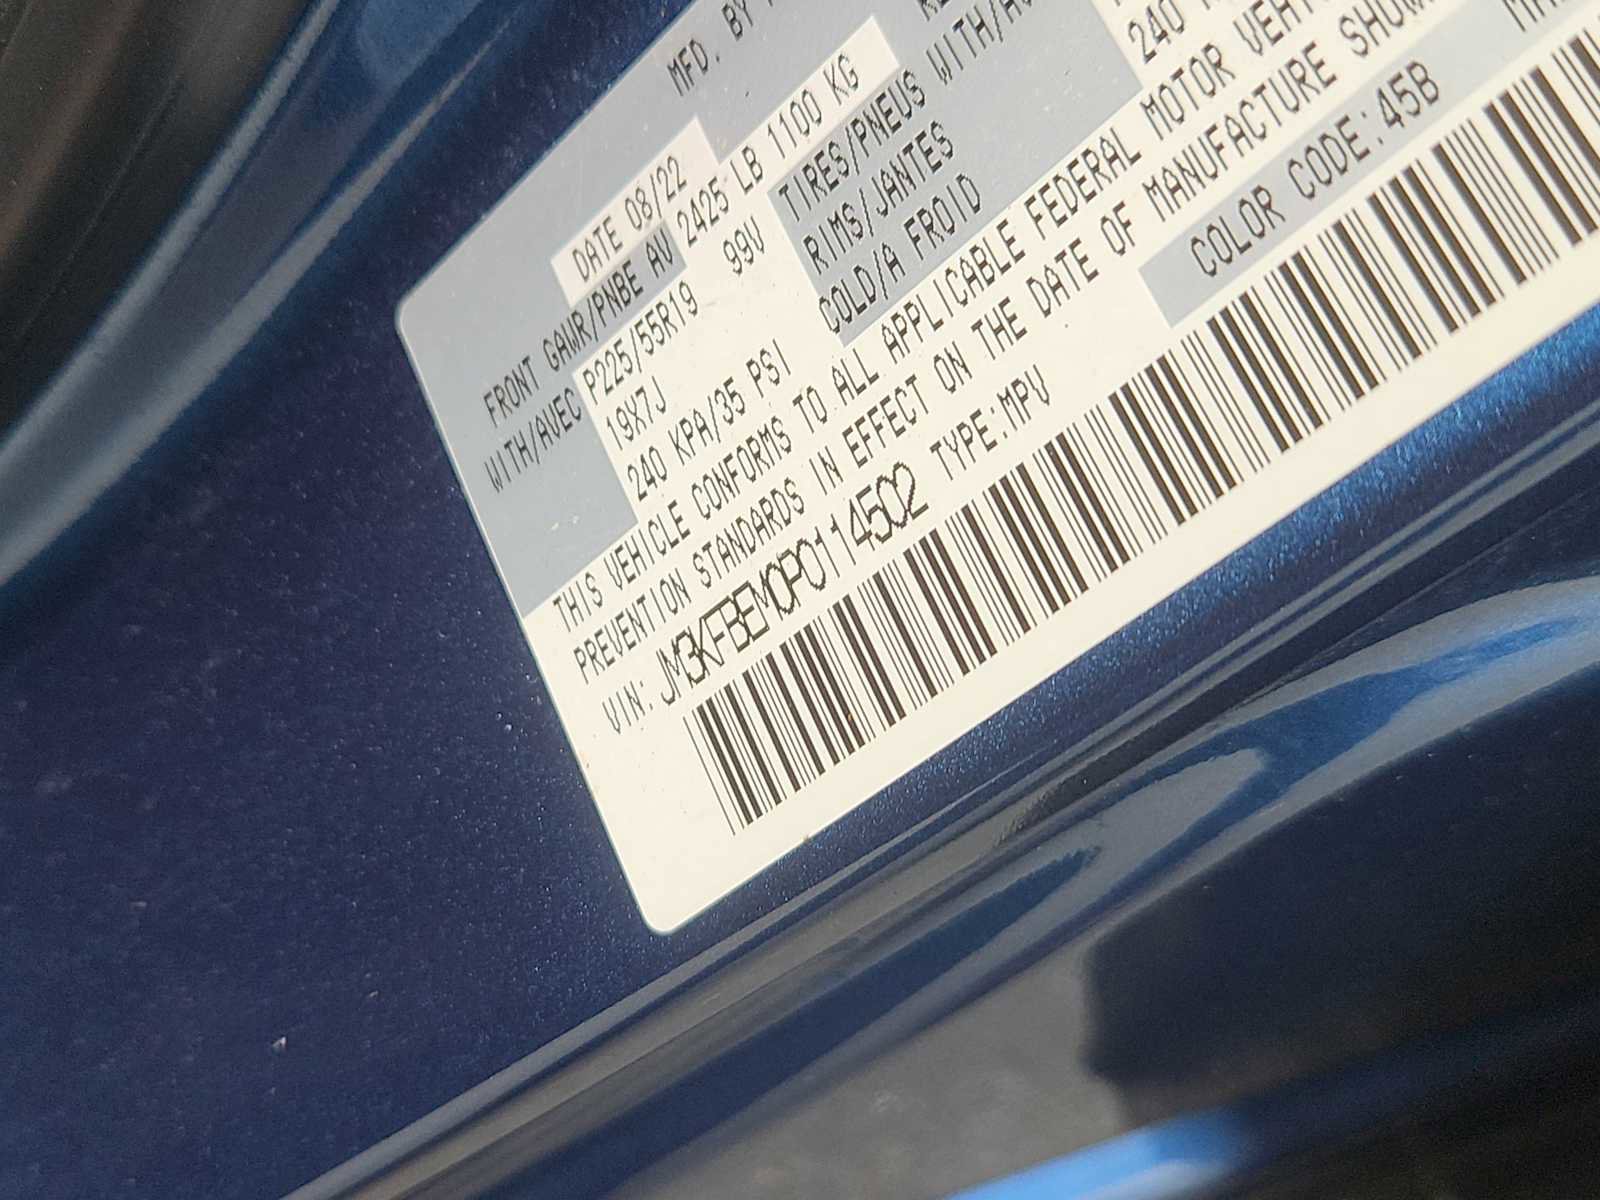 MFD. BY
DATE 08/22
FRONT GAWR/PNBE AV 2425 LB 1100 KG
WITH/AVEC P225/55R19 99V TIRES/PNEUS WITH/
19X7J RIMS/JANTES
240 KPA/35 PSI COLD/A FROID 240
THIS VEHICLE CONFORMS TO ALL APPLICABLE FEDERAL MOTOR
PREVENTION STANDARDS IN EFFECT ON THE DATE OF MANUFACTURE
VIN: JM3KFBEM0P0114502 TYPE:MPV COLOR CODE:45B